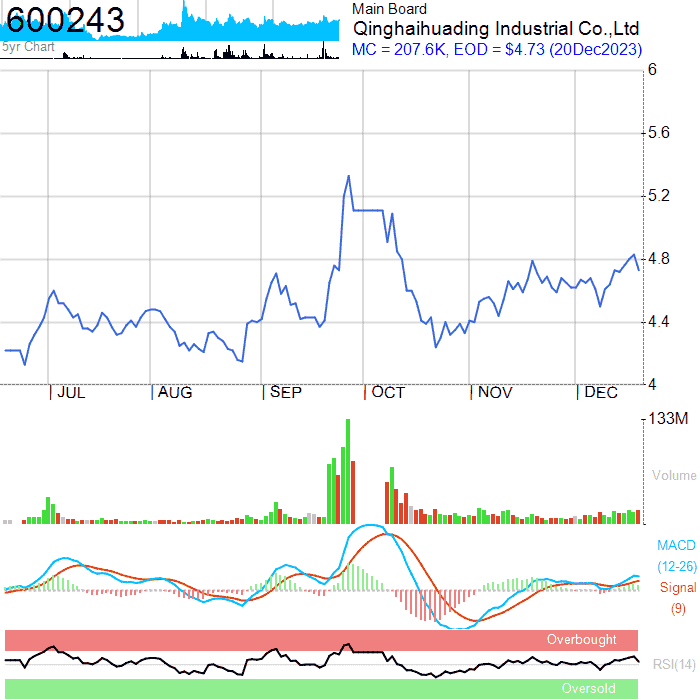 600243
5yr Chart
Main Board
Qinghaihuading Industrial Co.,Ltd
MC = 207.6K, EOD = $4.73 (20Dec2023)
6
5.6
5.2
4.8
4.4
4
JUL AUG SEP OCT NOV DEC
133M
Volume
MACD
(12-26)
Signal
(9)
Overbought
RSI(14)
Oversold